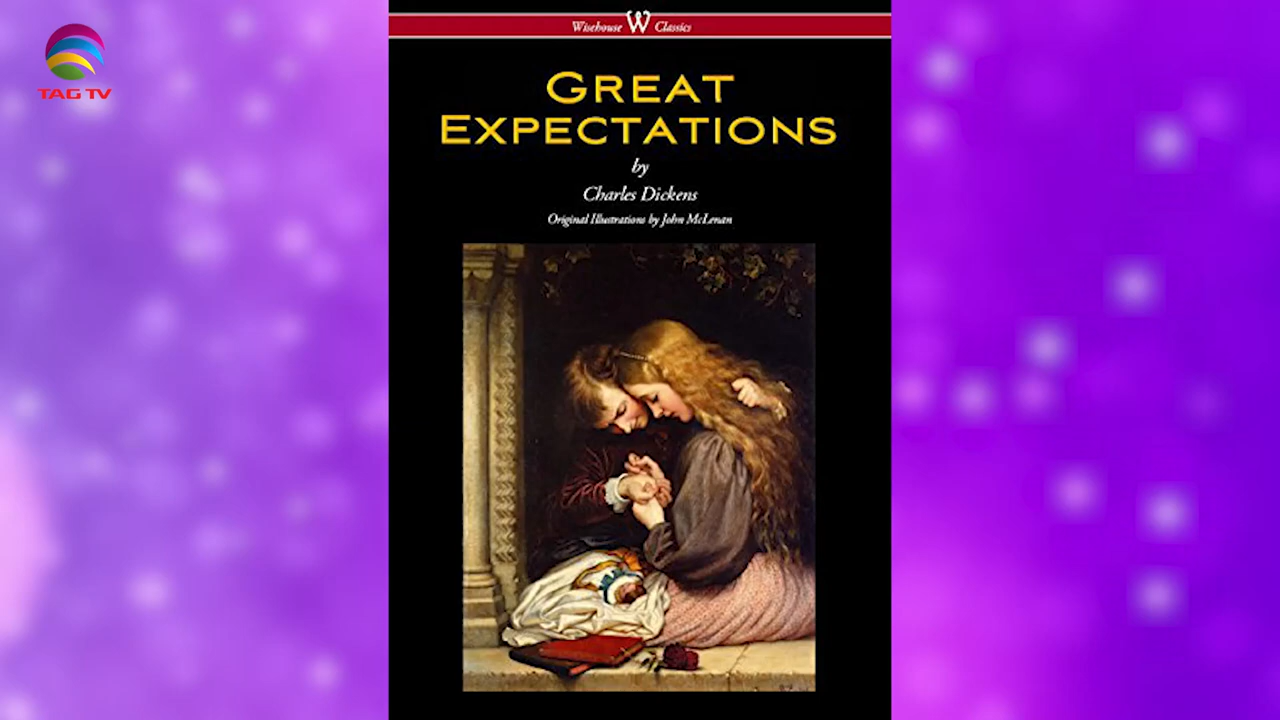 TAG TV
Wisehouse W Classics
GREAT
EXPECTATIONS
by
Charles Dickens
Original Illustrations by John McLenan